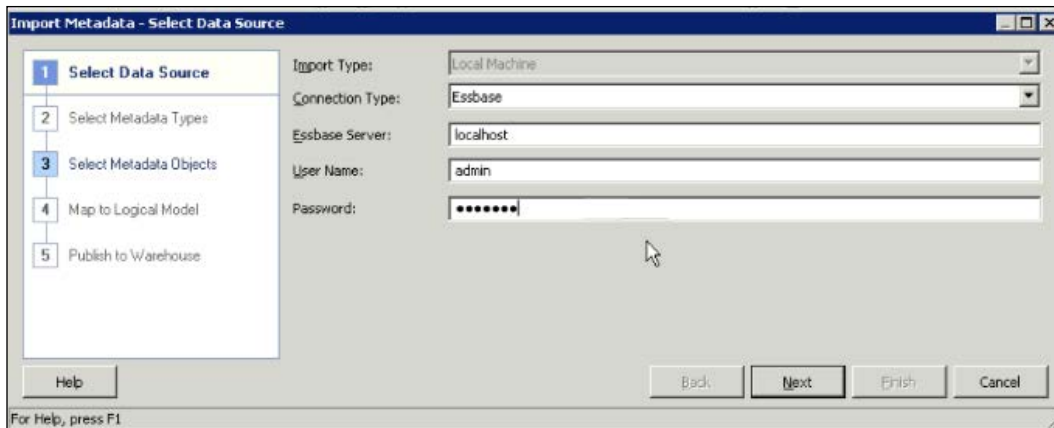 Import Metadata - Select Data Source
1 Select Data Source
2 Select Metadata Types
3 Select Metadata Objects
4 Map to Logical Model
5 Publish to Warehouse
Import Type: Local Machine
Connection Type: Essbase
Essbase Server: localhost
User Name: admin
Password: •••••••
Help
Back
Next
Finish
Cancel
For Help, press F1